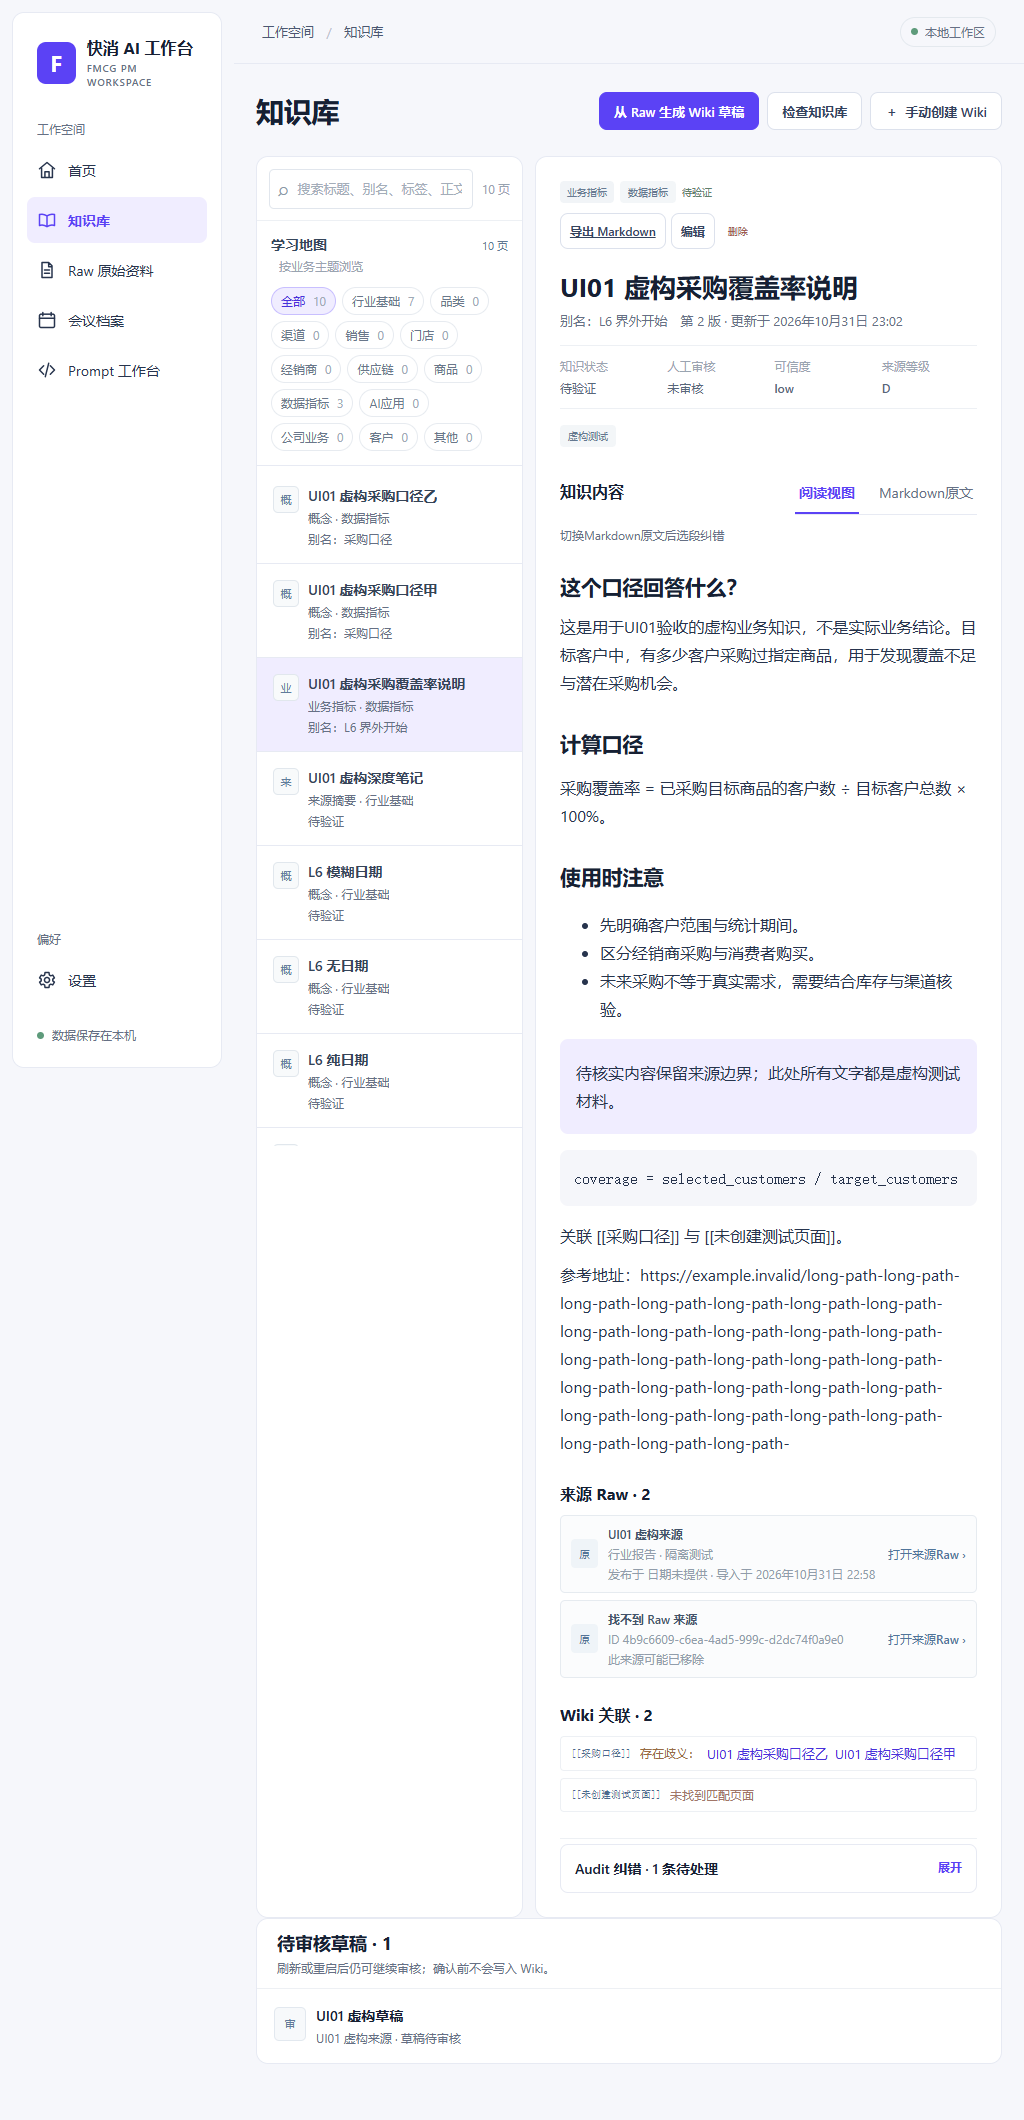 F
快消 AI 工作台
FMCG PM
WORKSPACE
工作空间
首页
知识库
Raw 原始资料
会议档案
Prompt 工作台
偏好
设置
数据保存在本机
工作空间 / 知识库
本地工作区
知识库
从 Raw 生成 Wiki 草稿
检查知识库
+ 手动创建 Wiki
搜索标题、别名、标签、正文
10 页
学习地图
10 页
按业务主题浏览
全部 10
行业基础 7
品类 0
渠道 0
销售 0
门店 0
经销商 0
供应链 0
商品 0
数据指标 3
AI应用 0
公司业务 0
客户 0
其他 0
概
UI01 虚构采购口径乙
概念 · 数据指标
别名：采购口径
概
UI01 虚构采购口径甲
概念 · 数据指标
别名：采购口径
业
UI01 虚构采购覆盖率说明
业务指标 · 数据指标
别名：L6 界外开始
来
UI01 虚构深度笔记
来源摘要 · 行业基础
待验证
概
L6 模糊日期
概念 · 行业基础
待验证
概
L6 无日期
概念 · 行业基础
待验证
概
L6 纯日期
概念 · 行业基础
待验证
业务指标 数据指标 待验证
导出 Markdown
编辑
删除
UI01 虚构采购覆盖率说明
别名：L6 界外开始 第 2 版 · 更新于 2026年10月31日 23:02
知识状态
待验证
人工审核
未审核
可信度
low
来源等级
D
虚构测试
知识内容
阅读视图
Markdown原文
切换Markdown原文后选段纠错
这个口径回答什么？
这是用于UI01验收的虚构业务知识，不是实际业务结论。目
标客户中，有多少客户采购过指定商品，用于发现覆盖不足
与潜在采购机会。
计算口径
采购覆盖率 = 已采购目标商品的客户数 ÷ 目标客户总数 ×
100%。
使用时注意
• 先明确客户范围与统计期间。
• 区分经销商采购与消费者购买。
• 未来采购不等于真实需求，需要结合库存与渠道核
验。
待核实内容保留来源边界；此处所有文字都是虚构测试
材料。
coverage = selected_customers / target_customers
关联 [[采购口径]] 与 [[未创建测试页面]]。
参考地址：https://example.invalid/long-path-long-path-
long-path-long-path-long-path-long-path-long-path-
long-path-long-path-long-path-long-path-long-path-
long-path-long-path-long-path-long-path-long-path-
long-path-long-path-long-path-long-path-long-path-
long-path-long-path-long-path-long-path-long-path-
long-path-long-path-long-path-
来源 Raw · 2
原
UI01 虚构来源
行业报告 · 隔离测试
发布于 日期未提供 · 导入于 2026年10月31日 22:58
打开来源Raw ›
原
找不到 Raw 来源
ID 4b9c6609-c6ea-4ad5-999c-d2dc74f0a9e0
此来源可能已移除
打开来源Raw ›
Wiki 关联 · 2
[[采购口径]] 存在歧义： UI01 虚构采购口径乙 UI01 虚构采购口径甲
[[未创建测试页面]] 未找到匹配页面
Audit 纠错 · 1 条待处理
展开
待审核草稿 · 1
刷新或重启后仍可继续审核；确认前不会写入 Wiki。
审
UI01 虚构草稿
UI01 虚构来源 · 草稿待审核